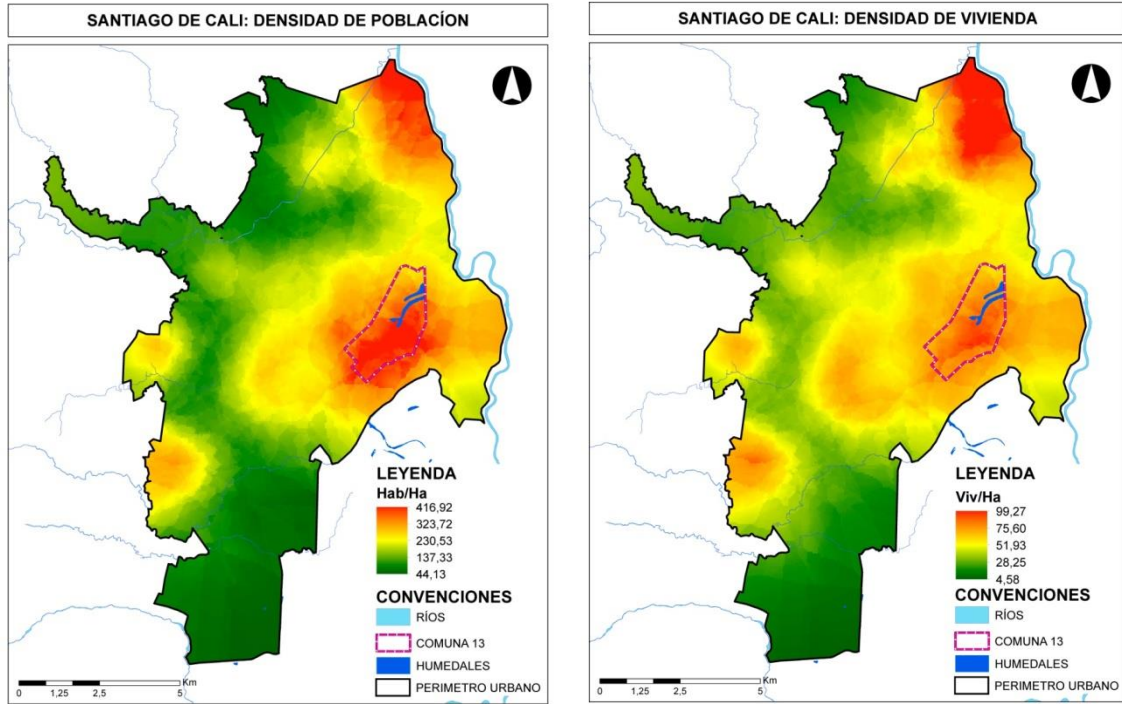 SANTIAGO DE CALI: DENSIDAD DE POBLACÍON
LEYENDA
Hab/Ha
416,92
323,72
230,53
137,33
44,13
CONVENCIONES
RÍOS
COMUNA 13
HUMEDALES
PERIMETRO URBANO
Km
0 1,25 2,5 5
SANTIAGO DE CALI: DENSIDAD DE VIVIENDA
LEYENDA
Viv/Ha
99,27
75,60
51,93
28,25
4,58
CONVENCIONES
RÍOS
COMUNA 13
HUMEDALES
PERIMETRO URBANO
Km
0 1,25 2,5 5